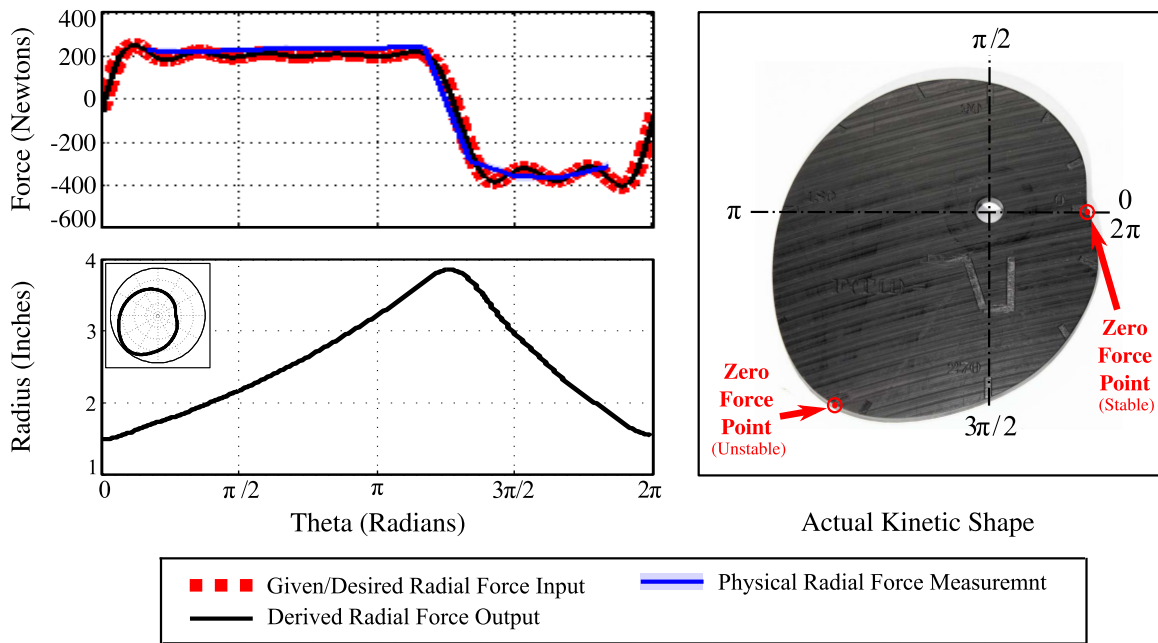 400
200
0
-200
-400
-600
Force (Newtons)
4
3
2
1
Radius (Inches)
0
π/2
π
3π/2
2π
Theta (Radians)
π/2
π
0
2π
3π/2
Zero
Force
Point
(Stable)
Zero
Force
Point
(Unstable)
Actual Kinetic Shape
Given/Desired Radial Force Input
Physical Radial Force Measuremnt
Derived Radial Force Output